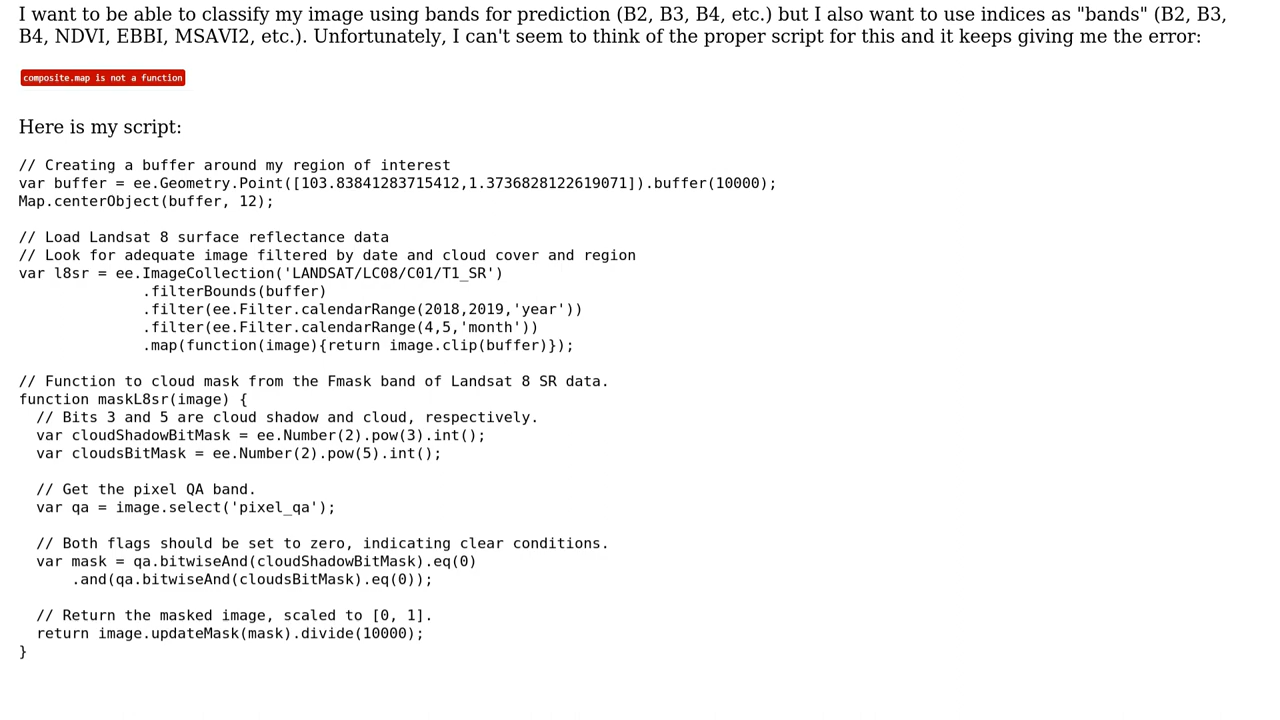 I want to be able to classify my image using bands for prediction (B2, B3, B4, etc.) but I also want to use indices as "bands" (B2, B3,
B4, NDVI, EBBI, MSAVI2, etc.). Unfortunately, I can't seem to think of the proper script for this and it keeps giving me the error:
composite.map is not a function
Here is my script:
// Creating a buffer around my region of interest
var buffer = ee.Geometry.Point([103.83841283715412,1.3736828122619071]).buffer(10000);
Map.centerObject(buffer, 12);
// Load Landsat 8 surface reflectance data
// Look for adequate image filtered by date and cloud cover and region
var l8sr = ee.ImageCollection('LANDSAT/LC08/C01/T1_SR')
              .filterBounds(buffer)
              .filter(ee.Filter.calendarRange(2018,2019,'year'))
              .filter(ee.Filter.calendarRange(4,5,'month'))
              .map(function(image){return image.clip(buffer)});
// Function to cloud mask from the Fmask band of Landsat 8 SR data.
function maskL8sr(image) {
  // Bits 3 and 5 are cloud shadow and cloud, respectively.
  var cloudShadowBitMask = ee.Number(2).pow(3).int();
  var cloudsBitMask = ee.Number(2).pow(5).int();
  // Get the pixel QA band.
  var qa = image.select('pixel_qa');
  // Both flags should be set to zero, indicating clear conditions.
  var mask = qa.bitwiseAnd(cloudShadowBitMask).eq(0)
      .and(qa.bitwiseAnd(cloudsBitMask).eq(0));
  // Return the masked image, scaled to [0, 1].
  return image.updateMask(mask).divide(10000);
}